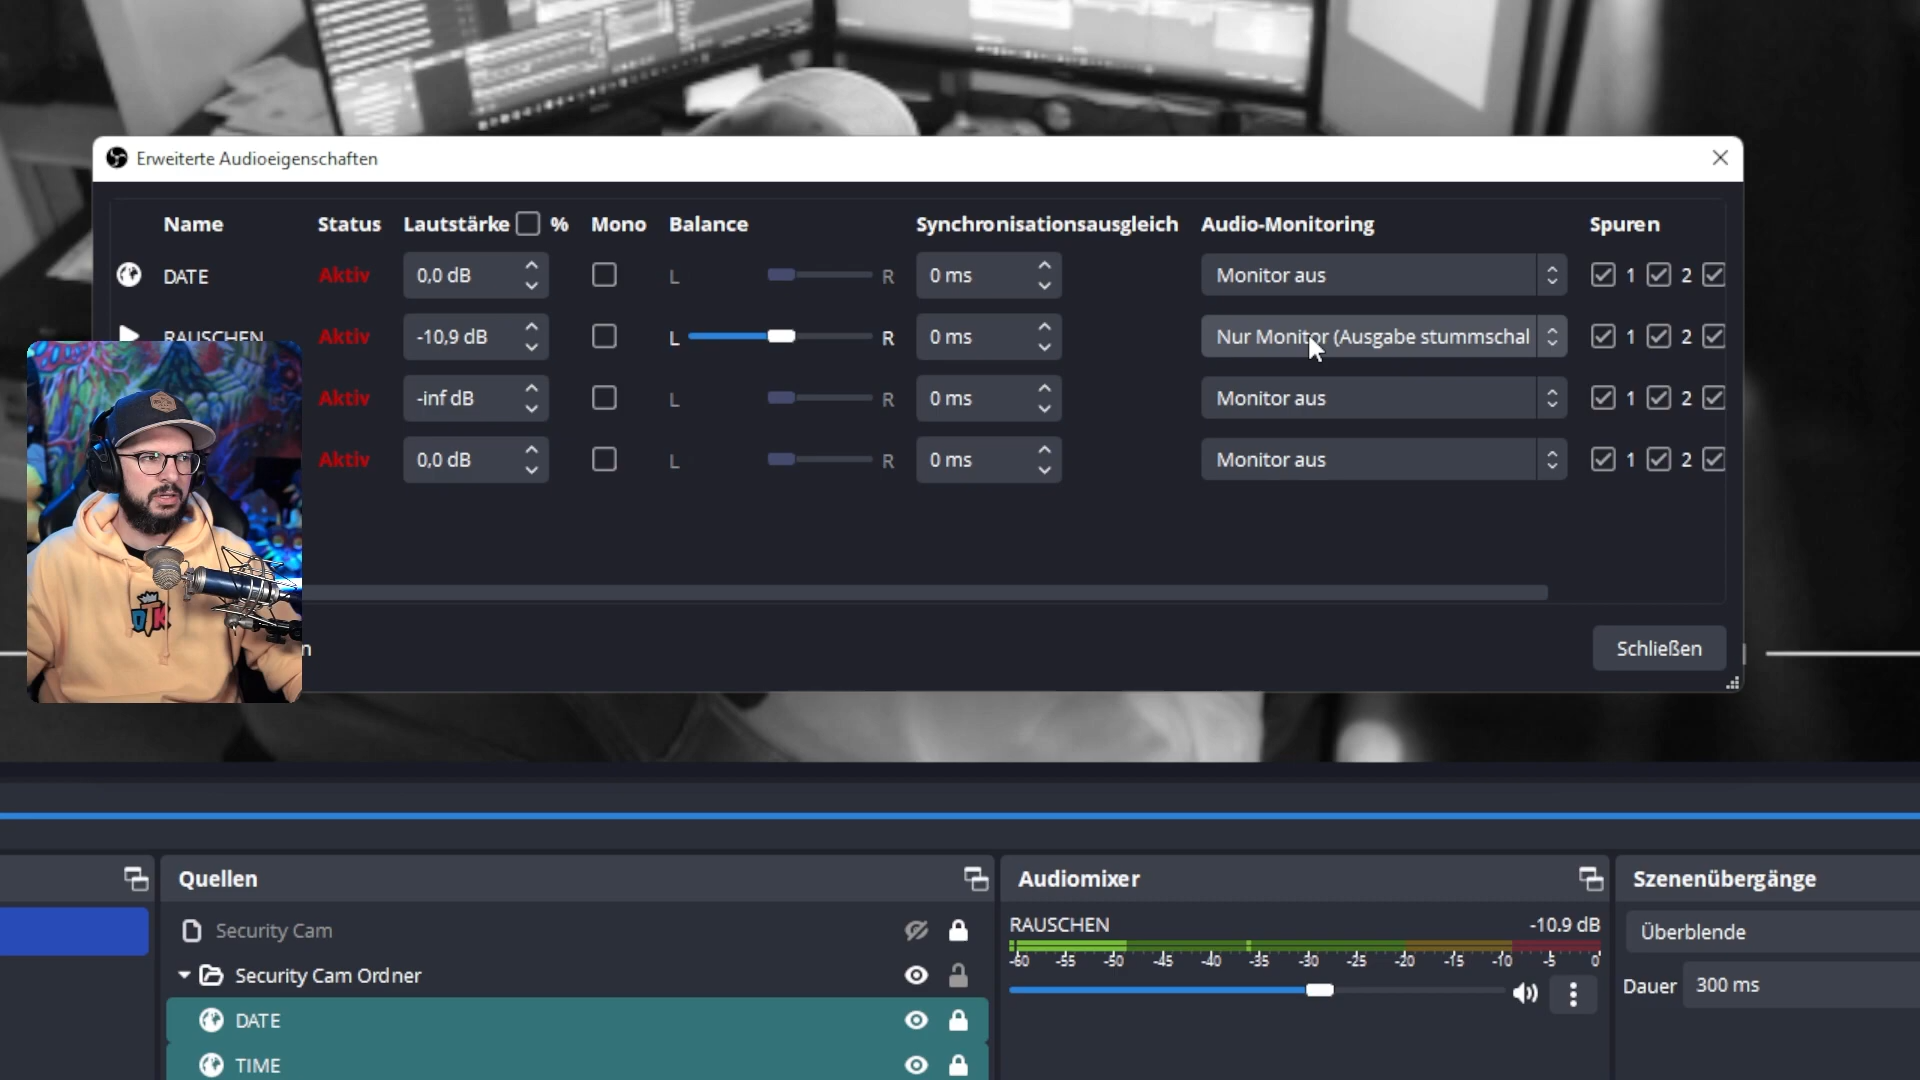 Erweiterte Audioeigenschaften
Name Status Lautstärke % Mono Balance Synchronisationsausgleich Audio-Monitoring Spuren
DATE Aktiv 0,0 dB L R 0 ms Monitor aus 1 2
RAUSCHEN Aktiv -10,9 dB L R 0 ms Nur Monitor (Ausgabe stummschal 1 2
Aktiv -inf dB L R 0 ms Monitor aus 1 2
Aktiv 0,0 dB L R 0 ms Monitor aus 1 2
n Schließen
Quellen Audiomixer Szenenübergänge
Security Cam
RAUSCHEN -10.9 dB
Überblende
-60 -55 -50 -45 -40 -35 -30 -25 -20 -15 -10 -5 0
Security Cam Ordner
Dauer 300 ms
DATE
TIME